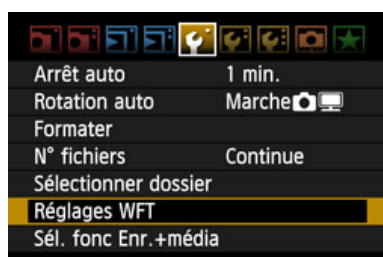 Arrêt auto 1 min.
Rotation auto Marche
Formater
N° fichiers Continue
Sélectionner dossier
Réglages WFT
Sél. fonc Enr.+média